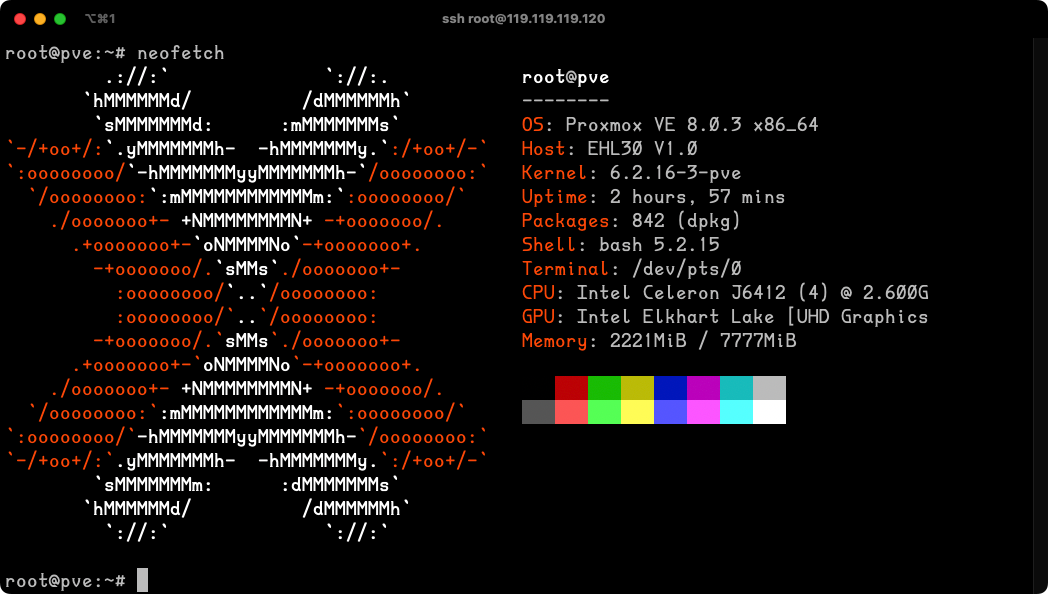 ⌥⌘1 ssh root@119.119.119.120
root@pve:~# neofetch
.://:` `://:. root@pve
`hMMMMMMd/ /dMMMMMMh` --------
`sMMMMMMMd: :mMMMMMMMs` OS: Proxmox VE 8.0.3 x86_64
`-/+oo+/:`.yMMMMMMMh- -hMMMMMMMy.`:/+oo+/-` Host: EHL30 V1.0
`:oooooooo/`-hMMMMMMMyyMMMMMMMh-`/oooooooo:` Kernel: 6.2.16-3-pve
`/oooooooo:`:mMMMMMMMMMMMMm:`:oooooooo/` Uptime: 2 hours, 57 mins
./ooooooo+- +NMMMMMMMMN+ -+ooooooo/. Packages: 842 (dpkg)
.+ooooooo+-`oNMMMMNo`-+ooooooo+. Shell: bash 5.2.15
-+ooooooo/.`sMMs`./ooooooo+- Terminal: /dev/pts/0
:oooooooo/`..`/oooooooo: CPU: Intel Celeron J6412 (4) @ 2.600G
:oooooooo/`..`/oooooooo: GPU: Intel Elkhart Lake [UHD Graphics
-+ooooooo/.`sMMs`./ooooooo+- Memory: 2221MiB / 7777MiB
.+ooooooo+-`oNMMMMNo`-+ooooooo+.
./ooooooo+- +NMMMMMMMMN+ -+ooooooo/.
`/oooooooo:`:mMMMMMMMMMMMMm:`:oooooooo/`
`:oooooooo/`-hMMMMMMMyyMMMMMMMh-`/oooooooo:`
`-/+oo+/:`.yMMMMMMMh- -hMMMMMMMy.`:/+oo+/-`
`sMMMMMMMm: :dMMMMMMMs`
`hMMMMMMd/ /dMMMMMMh`
`://:` `://:`
root@pve:~#